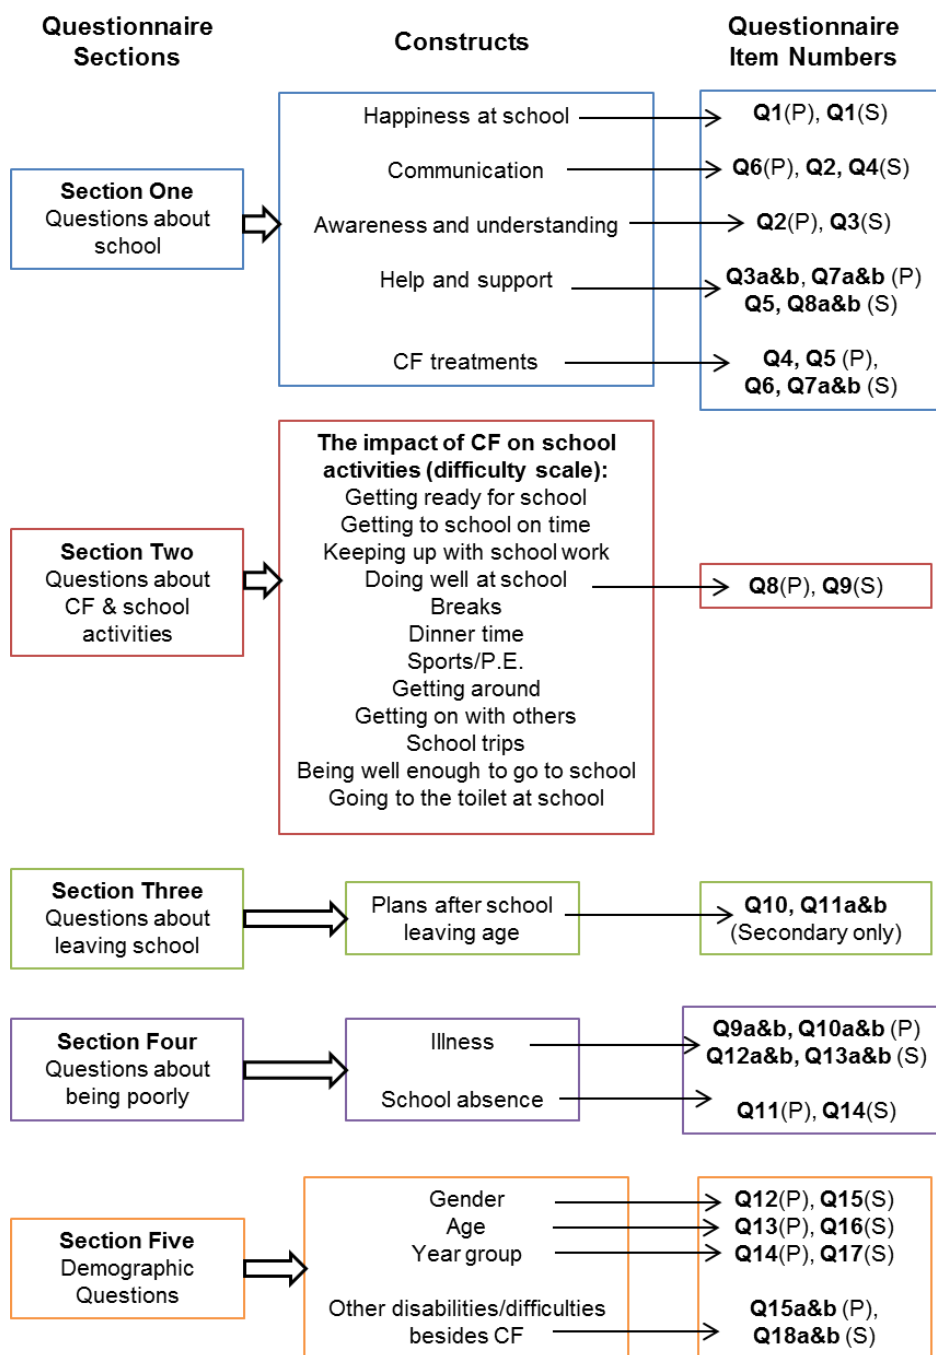 Questionnaire
Sections
Constructs
Questionnaire
Item Numbers
Section One
Questions about
school
Happiness at school
Q1(P), Q1(S)
Communication
Q6(P), Q2, Q4(S)
Awareness and understanding
Q2(P), Q3(S)
Help and support
Q3a&b, Q7a&b (P)
Q5, Q8a&b (S)
CF treatments
Q4, Q5 (P),
Q6, Q7a&b (S)
Section Two
Questions about
CF & school
activities
The impact of CF on school
activities (difficulty scale):
Getting ready for school
Getting to school on time
Keeping up with school work
Doing well at school
Breaks
Dinner time
Sports/P.E.
Getting around
Getting on with others
School trips
Being well enough to go to school
Going to the toilet at school
Q8(P), Q9(S)
Section Three
Questions about
leaving school
Plans after school
leaving age
Q10, Q11a&b
(Secondary only)
Section Four
Questions about
being poorly
Illness
Q9a&b, Q10a&b (P)
Q12a&b, Q13a&b (S)
School absence
Q11(P), Q14(S)
Section Five
Demographic
Questions
Gender
Q12(P), Q15(S)
Age
Q13(P), Q16(S)
Year group
Q14(P), Q17(S)
Other disabilities/difficulties
besides CF
Q15a&b (P),
Q18a&b (S)